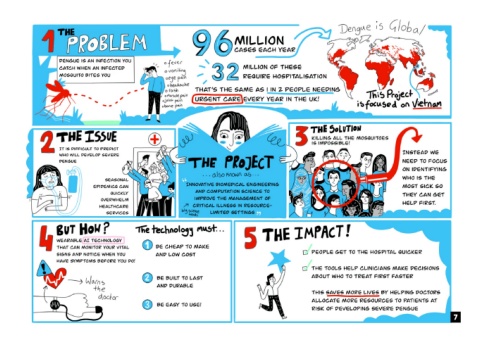 1 THE PROBLEM
DENGUE IS AN INFECTION YOU
CATCH WHEN AN INFECTED
MOSQUITO BITES YOU
fever
vomiting
headache
rash
96 MILLION
CASES EACH YEAR
32 MILLION OF THESE
REQUIRE HOSPITALISATION
THAT'S THE SAME AS 1 IN 2 PEOPLE NEEDING
URGENT CARE EVERY YEAR IN THE UK!
Dengue is Global
This Project
is focused on Vietnam
2 THE ISSUE
IT IS DIFFICULT TO PREDICT
WHO WILL DEVELOP SEVERE
DENGUE
SEASONAL
EPIDEMICS CAN
QUICKLY
OVERWHELM
HEALTHCARE
SERVICES
THE PROJECT
...also known as...
"INNOVATIVE BIOMEDICAL ENGINEERING
AND COMPUTATION SCIENCE TO
IMPROVE THE MANAGEMENT OF
CRITICAL ILLNESS IN RESOURCE-
LIMITED SETTINGS."
3 THE SOLUTION
KILLING ALL THE MOSQUITOES
IS IMPOSSIBLE!
INSTEAD WE
NEED TO FOCUS
ON IDENTIFYING
WHO IS THE
MOST SICK SO
THEY CAN GET
HELP FIRST.
4 BUT HOW?
WEARABLE AI TECHNOLOGY
THAT CAN MONITOR YOUR VITAL
SIGNS AND NOTICE WHEN YOU
HAVE SYMPTOMS BEFORE YOU DO!
Warns
the
doctor
The technology must...
1 BE CHEAP TO MAKE
AND LOW COST
2 BE BUILT TO LAST
AND DURABLE
3 BE EASY TO USE!
5 THE IMPACT!
PEOPLE GET TO THE HOSPITAL QUICKER
THE TOOLS HELP CLINICIANS MAKE DECISIONS
ABOUT WHO TO TREAT FIRST FASTER
THIS SAVES MORE LIVES BY HELPING DOCTORS
ALLOCATE MORE RESOURCES TO PATIENTS AT
RISK OF DEVELOPING SEVERE DENGUE
7